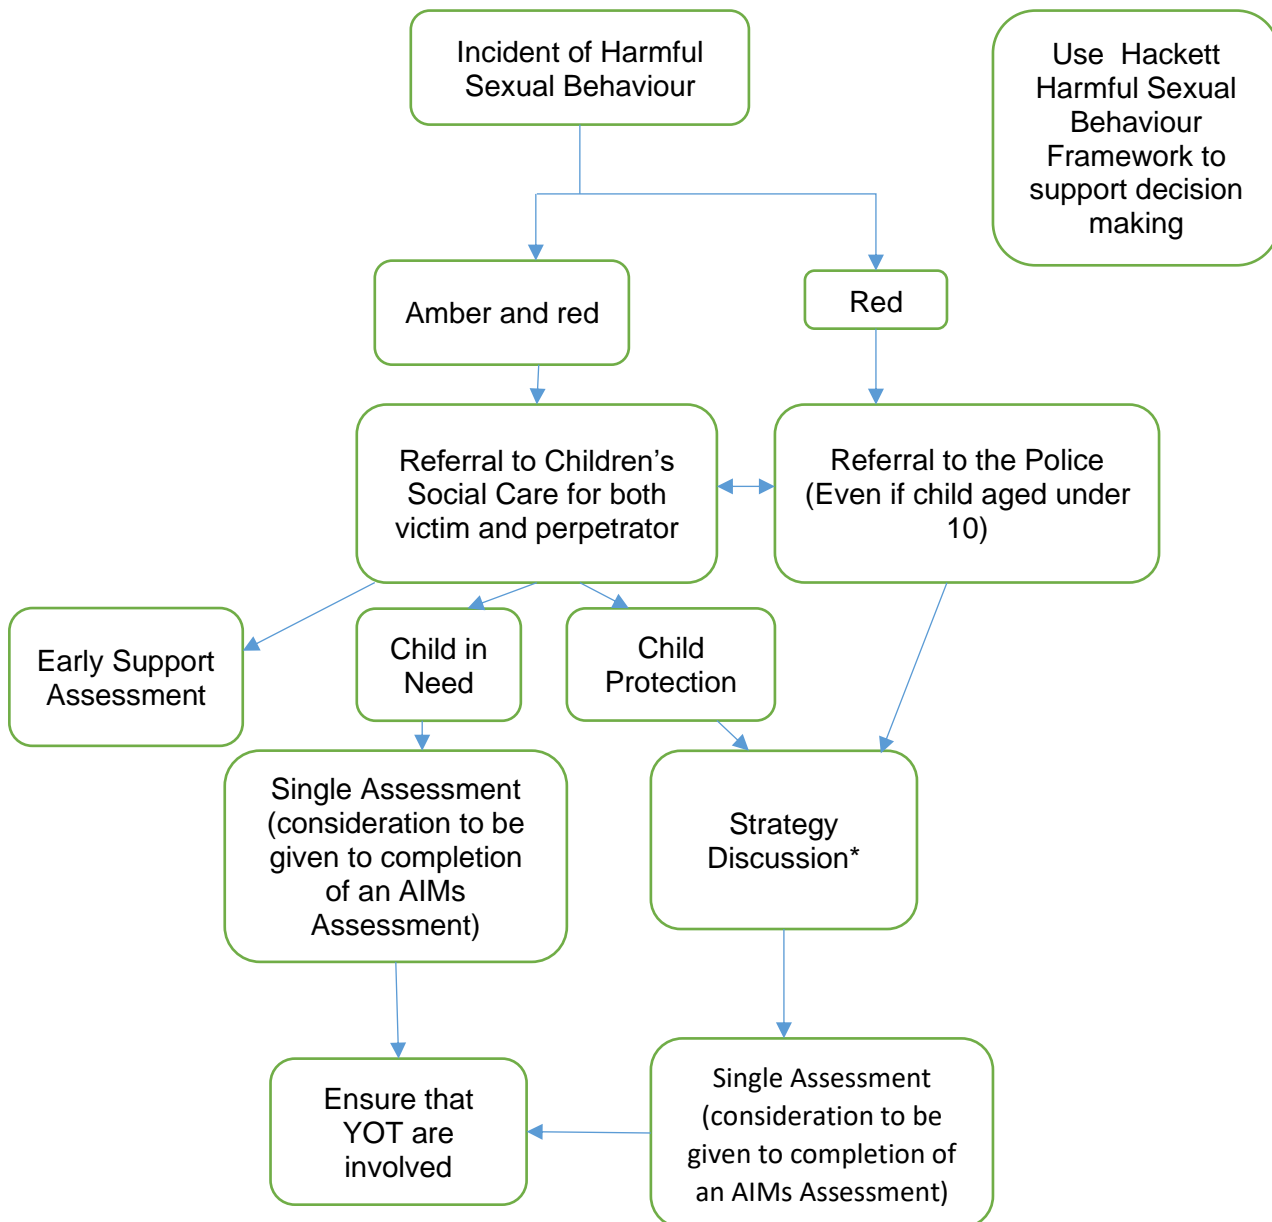 Incident of Harmful
Sexual Behaviour
Use Hackett
Harmful Sexual
Behaviour
Framework to
support decision
making
Amber and red
Red
Referral to Children’s
Social Care for both
victim and perpetrator
Referral to the Police
(Even if child aged under
10)
Early Support
Assessment
Child in
Need
Child
Protection
Single Assessment
(consideration to be
given to completion
of an AIMs
Assessment)
Strategy
Discussion*
Ensure that
YOT are
involved
Single Assessment
(consideration to be
given to completion of
an AIMs Assessment)